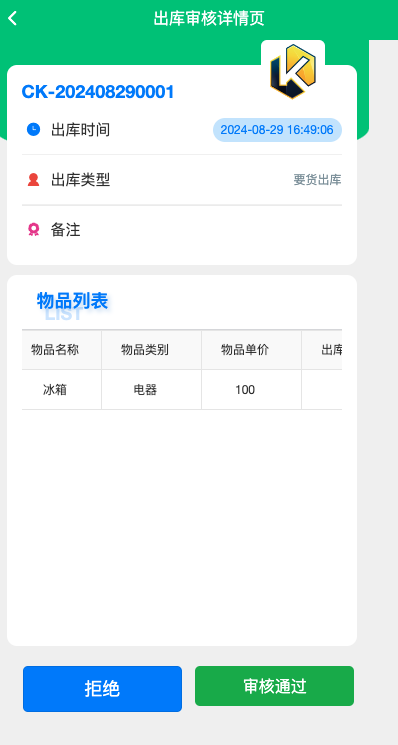 出库审核详情页
CK-202408290001
出库时间 2024-08-29 16:49:06
出库类型 要货出库
备注
物品列表
LIST
物品名称 物品类别 物品单价 出库
冰箱 电器 100
拒绝 审核通过